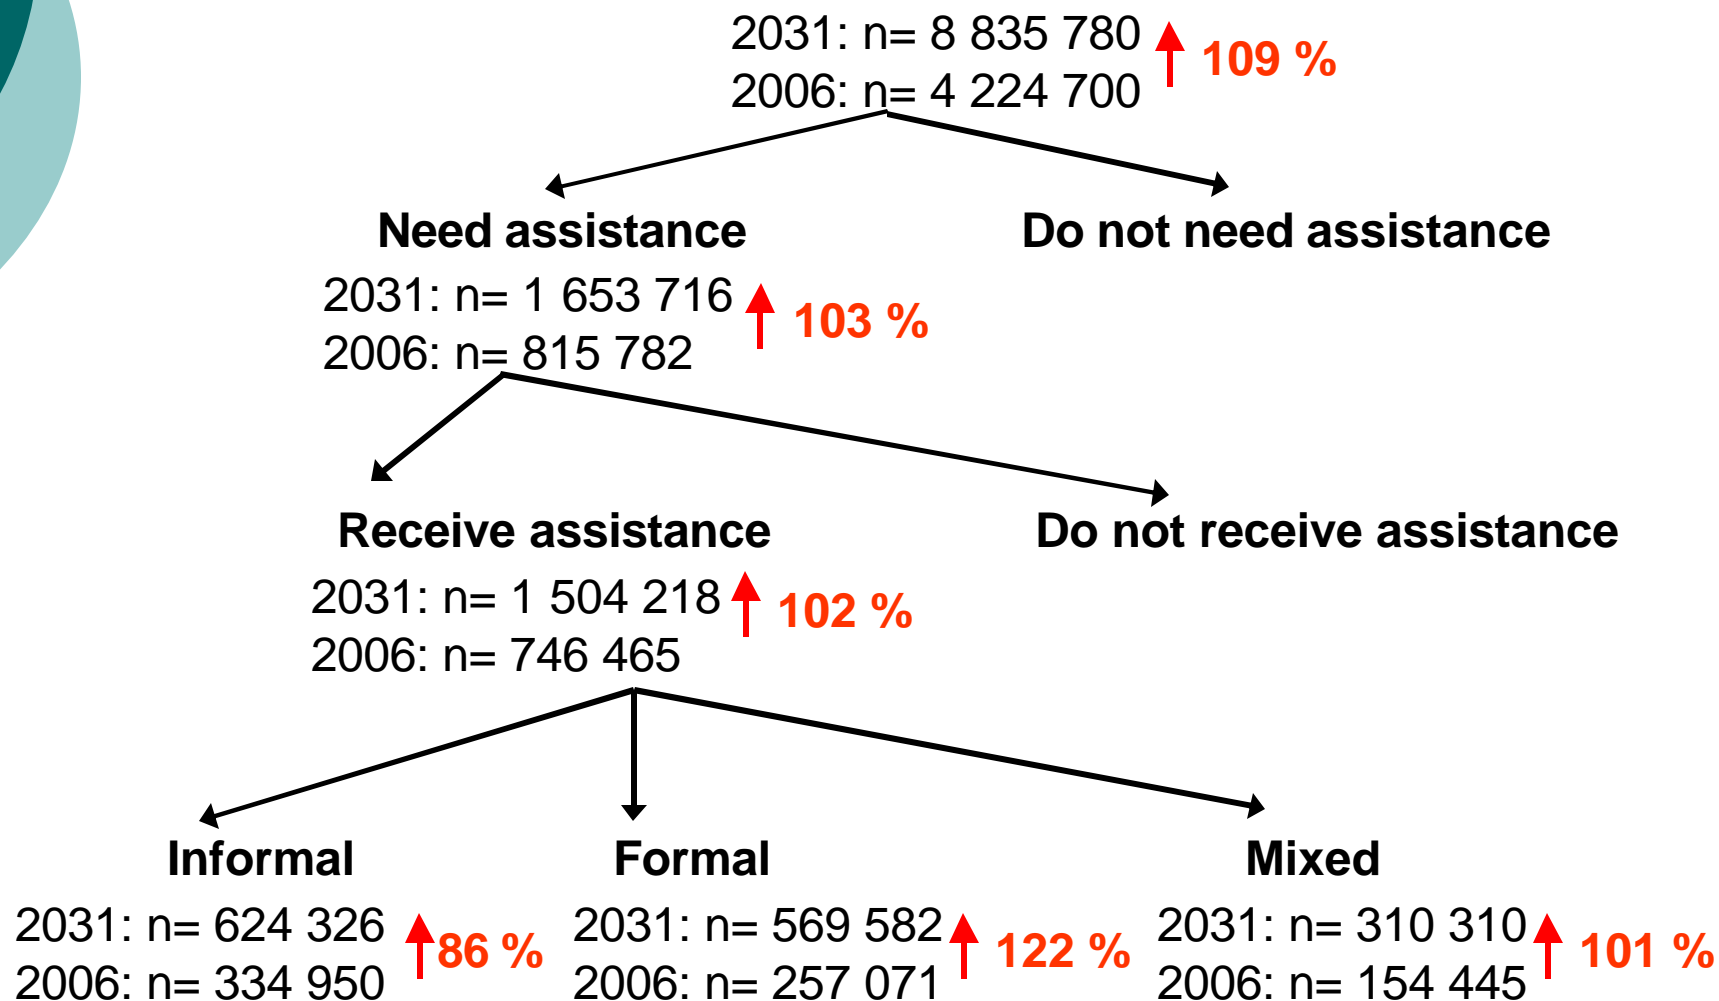 2031: n= 8 835 780
109 %
2006: n= 4 224 700
Need assistance
Do not need assistance
2031: n= 1 653 716
103 %
2006: n= 815 782
Receive assistance
Do not receive assistance
2031: n= 1 504 218
102 %
2006: n= 746 465
Informal
Formal
Mixed
2031: n= 624 326
86 %
2006: n= 334 950
2031: n= 569 582
122 %
2006: n= 257 071
2031: n= 310 310
101 %
2006: n= 154 445